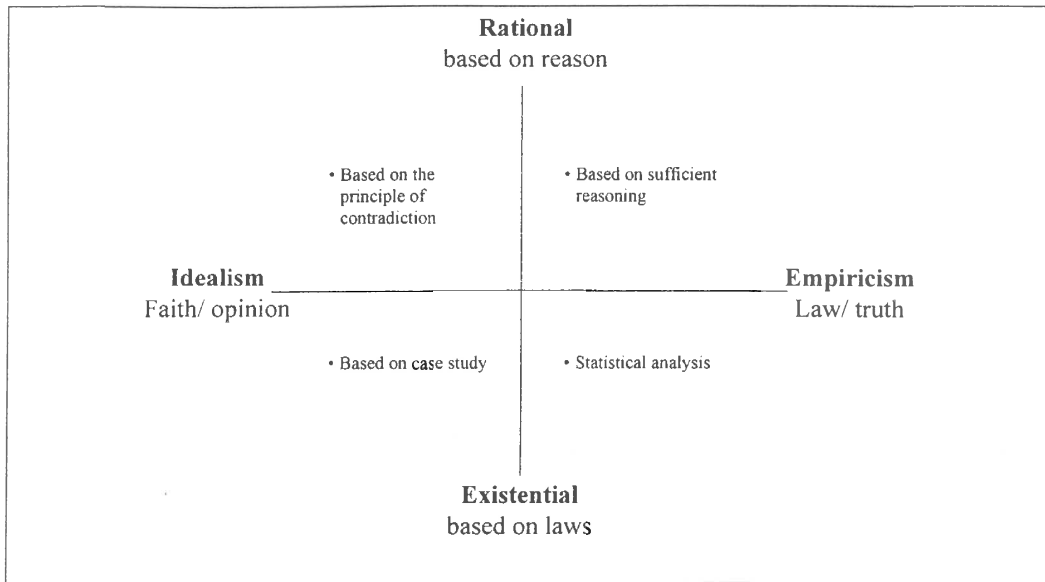 Rational
based on reason
• Based on the
principle of
contradiction
• Based on sufficient
reasoning
Idealism
Faith/ opinion
Empiricism
Law/ truth
• Based on case study
• Statistical analysis
Existential
based on laws